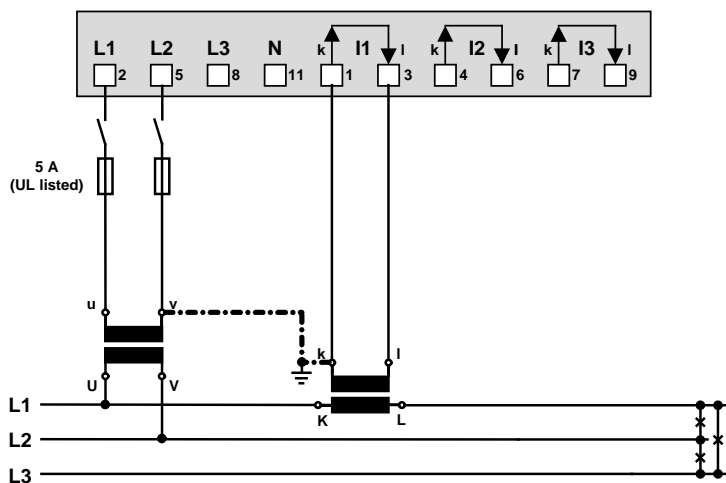 L1 L2 L3 N k I1 l k I2 l k I3 l
2 5 8 11 1 3 4 6 7 9
5 A
(UL listed)
u v
k l
U V
L1 K L
L2
L3